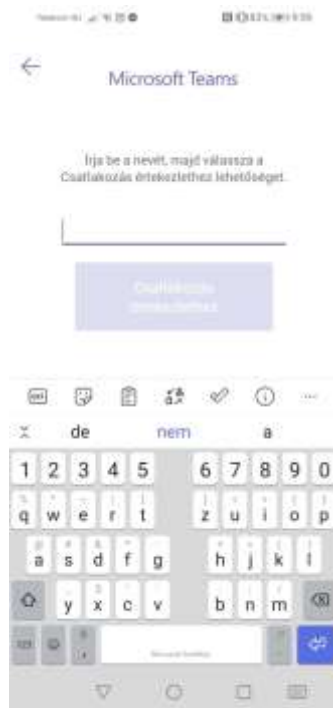 Microsoft Teams
Írja be a nevét, majd válassza a
Csatlakozás értekezlethez lehetőséget.
Csatlakozás
értekezlethez
de nem a
1 2 3 4 5 6 7 8 9 0
q w e r t z u i o p
a s d f g h j k l
y x c v b n m